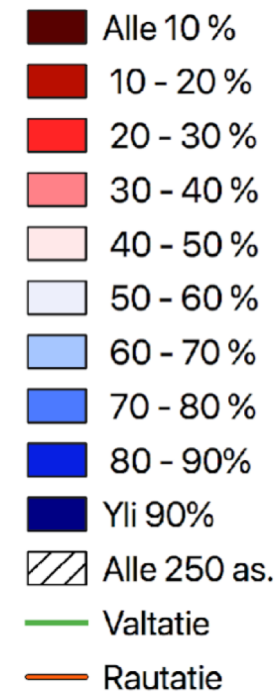 Alle 10 %
10 - 20 %
20 - 30 %
30 - 40 %
40 - 50 %
50 - 60 %
60 - 70 %
70 - 80 %
80 - 90%
Yli 90%
Alle 250 as.
Valtatie
Rautatie